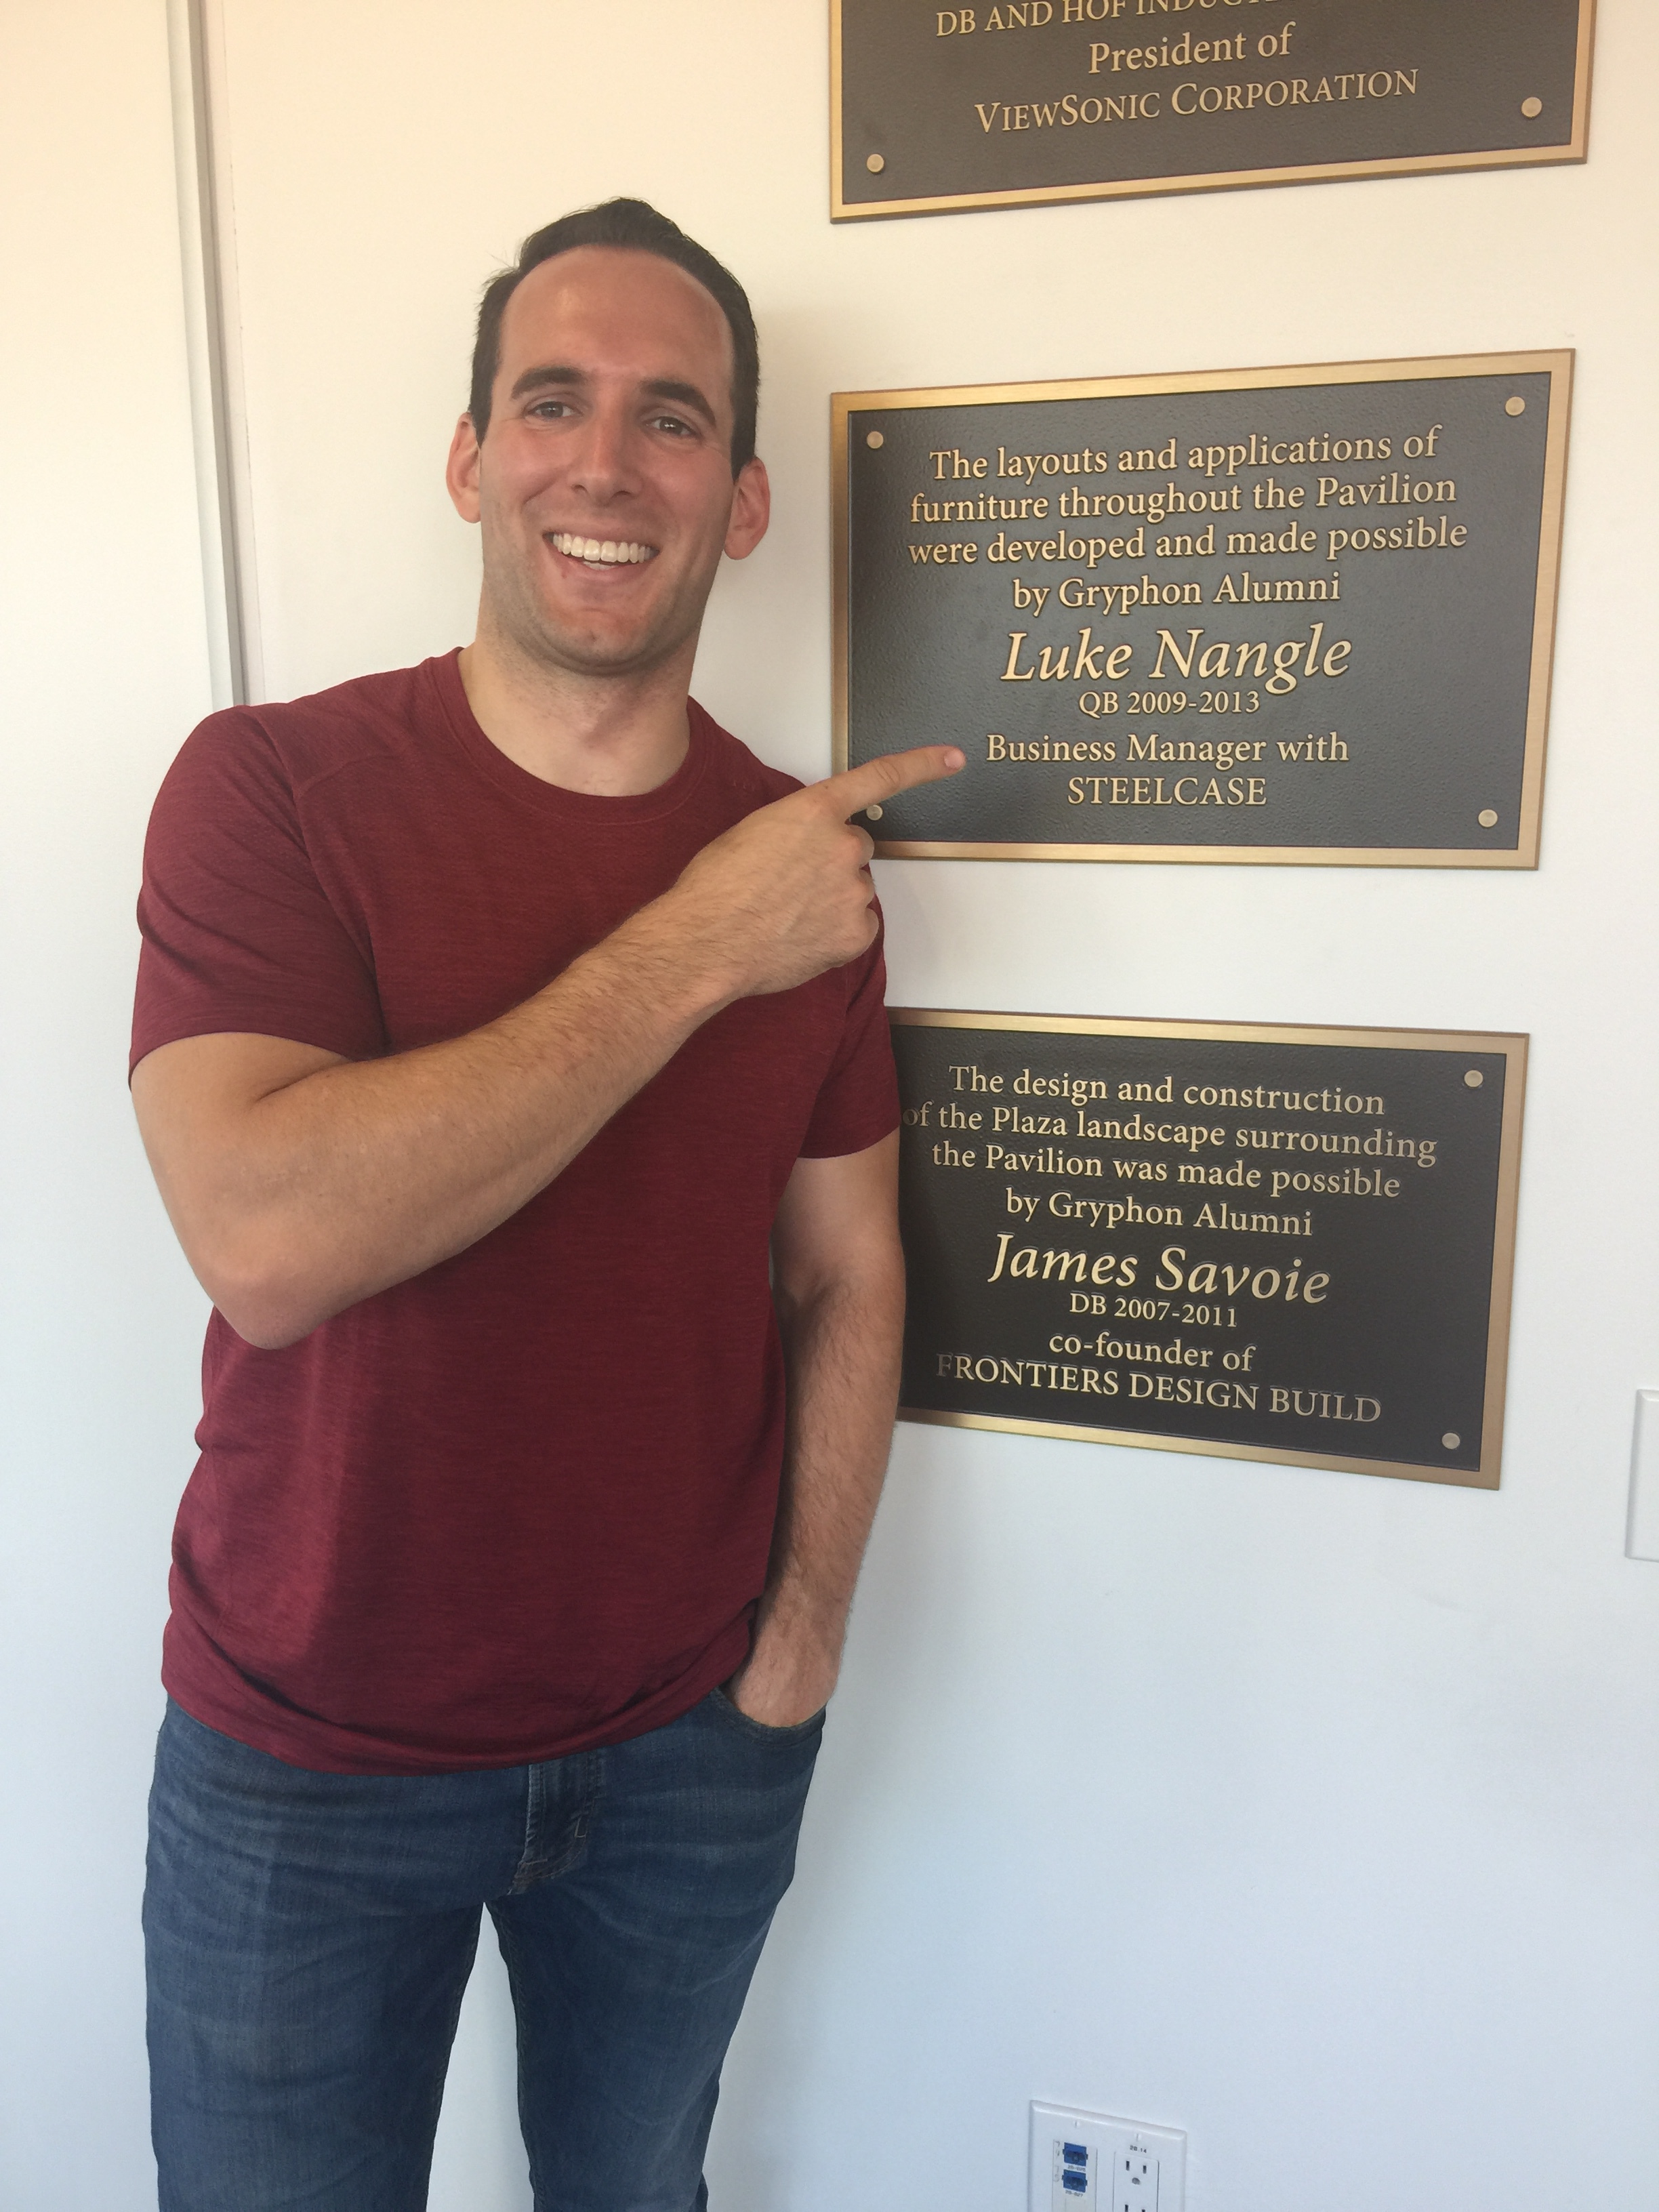 DB AND HOF
President of
VIEWSONIC CORPORATION
The layouts and applications of
furniture throughout the Pavilion
were developed and made possible
by Gryphon Alumni
Luke Nangle
QB 2009-2013
Business Manager with
STEELCASE
The design and construction
of the Plaza landscape surrounding
the Pavilion was made possible
by Gryphon Alumni
James Savoie
DB 2007-2011
co-founder of
FRONTIERS DESIGN BUILD